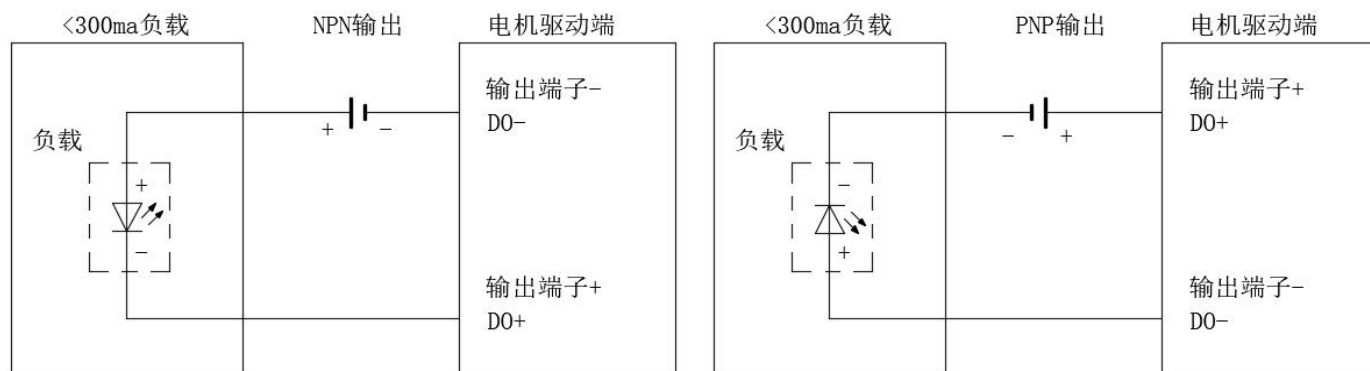 <300ma负载 NPN输出 电机驱动端
输出端子-
+ - DO-
负载
+
-
输出端子+
DO+
<300ma负载 PNP输出 电机驱动端
输出端子+
- + DO+
负载
-
+
输出端子-
DO-